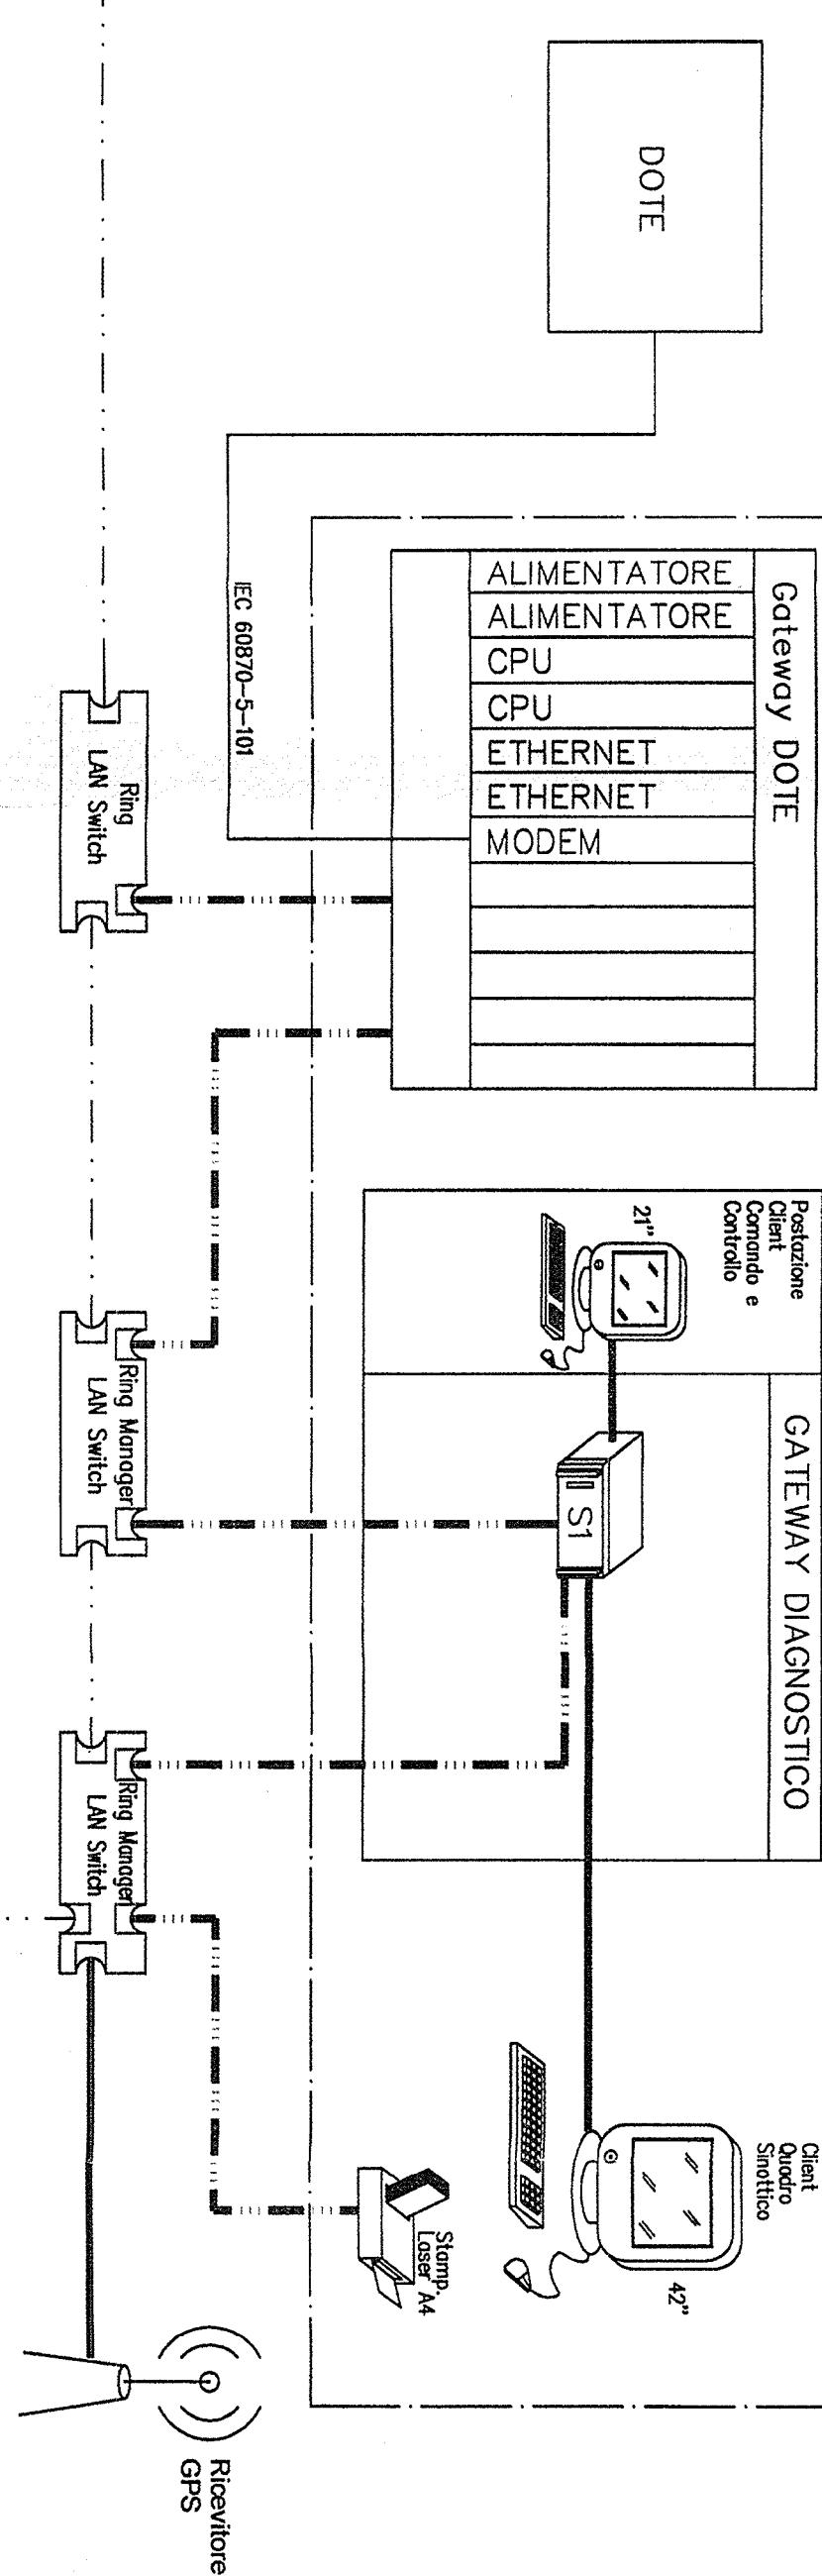 DOTE
IEC 60870-5-101
Gateway DOTE
ALIMENTATORE
ALIMENTATORE
CPU
CPU
ETHERNET
ETHERNET
MODEM
Ring
LAN Switch
Postazione
Client
Comando e
Controllo
21"
GATEWAY DIAGNOSTICO
S1
Ring Manager
LAN Switch
Ring Manager
LAN Switch
Client
Quadro
Sinottico
42"
Stamp.
Laser A4
Ricevitore
GPS